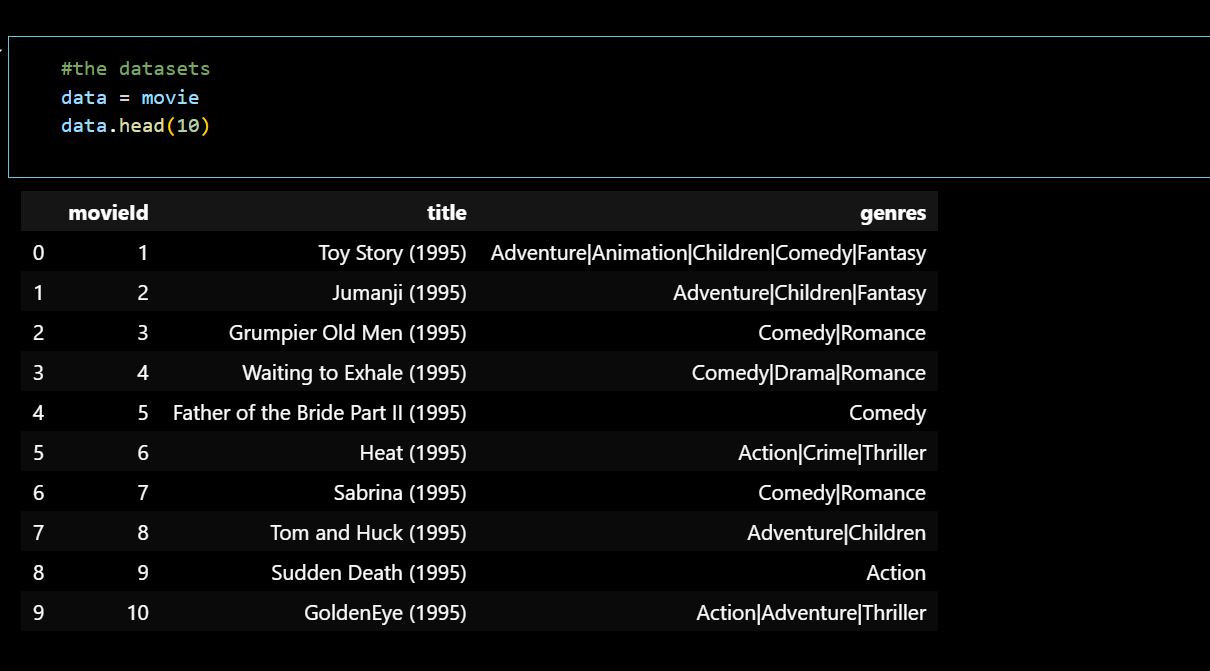 #the datasets
data = movie
data.head(10)
movieId title genres
0 1 Toy Story (1995) Adventure|Animation|Children|Comedy|Fantasy
1 2 Jumanji (1995) Adventure|Children|Fantasy
2 3 Grumpier Old Men (1995) Comedy|Romance
3 4 Waiting to Exhale (1995) Comedy|Drama|Romance
4 5 Father of the Bride Part II (1995) Comedy
5 6 Heat (1995) Action|Crime|Thriller
6 7 Sabrina (1995) Comedy|Romance
7 8 Tom and Huck (1995) Adventure|Children
8 9 Sudden Death (1995) Action
9 10 GoldenEye (1995) Action|Adventure|Thriller